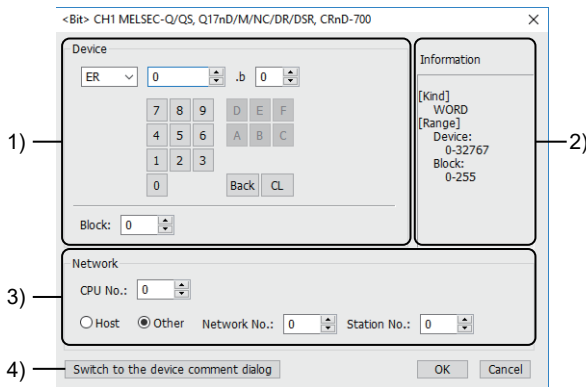 <Bit> CH1 MELSEC-Q/QS, Q17nD/M/NC/DR/DSR, CRnD-700
Device
ER 0 .b 0
7 8 9 D E F
4 5 6 A B C
1 2 3
0 Back CL
Block: 0
1)
Information
[Kind]
WORD
[Range]
Device:
0-32767
Block:
0-255
2)
Network
CPU No.: 0
Host Other Network No.: 0 Station No.: 0
3)
4)
Switch to the device comment dialog OK Cancel